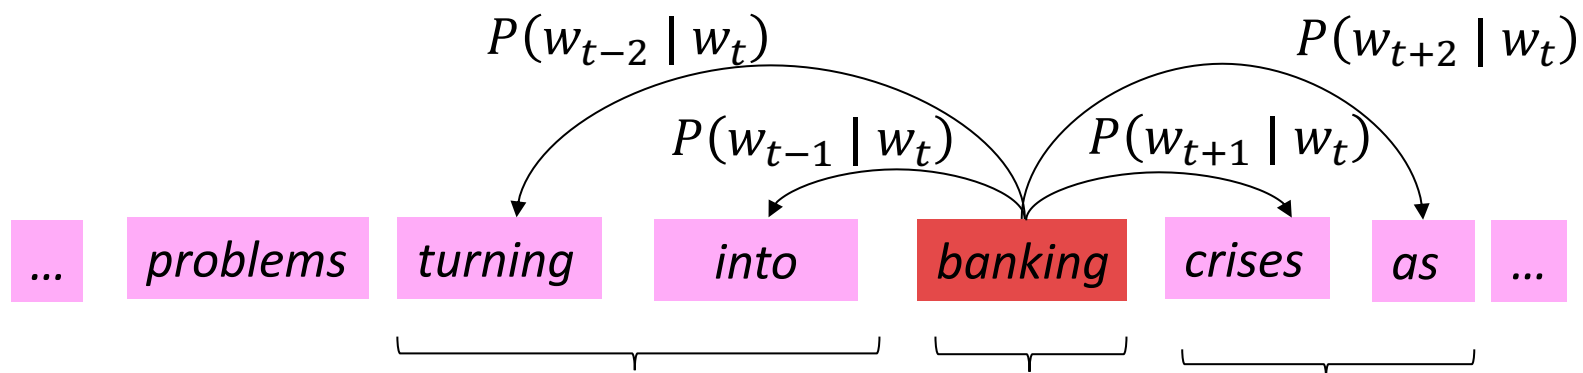 P(w_{t−2} | w_t) P(w_{t+2} | w_t)
P(w_{t−1} | w_t) P(w_{t+1} | w_t)
... problems turning into banking crises as ...